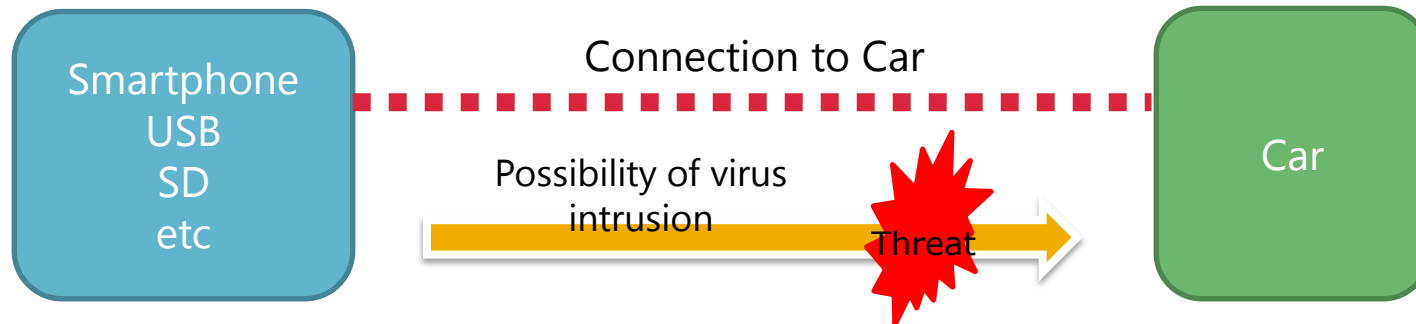 Smartphone
USB
SD
etc
Connection to Car
Possibility of virus
intrusion
Threat
Car